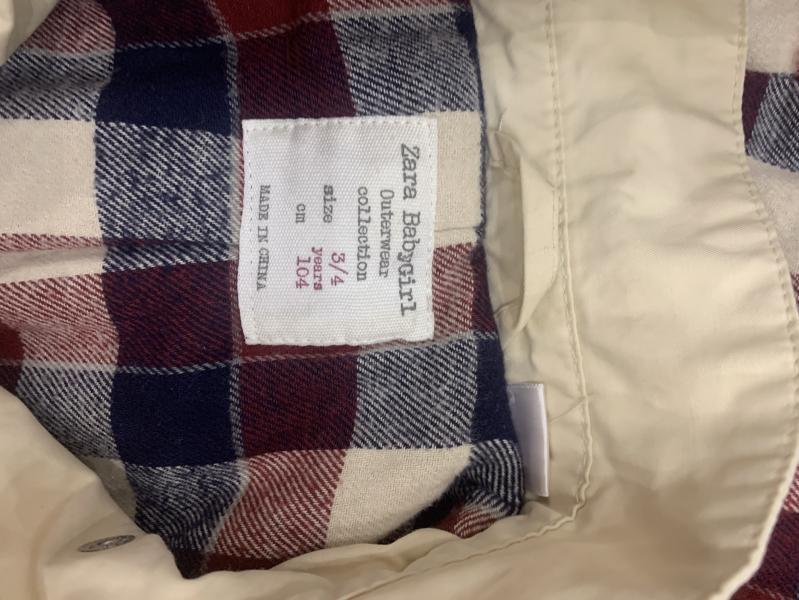 Zara BabyGirl
Outerwear
collection
size 3/4 years
cm 104
MADE IN CHINA